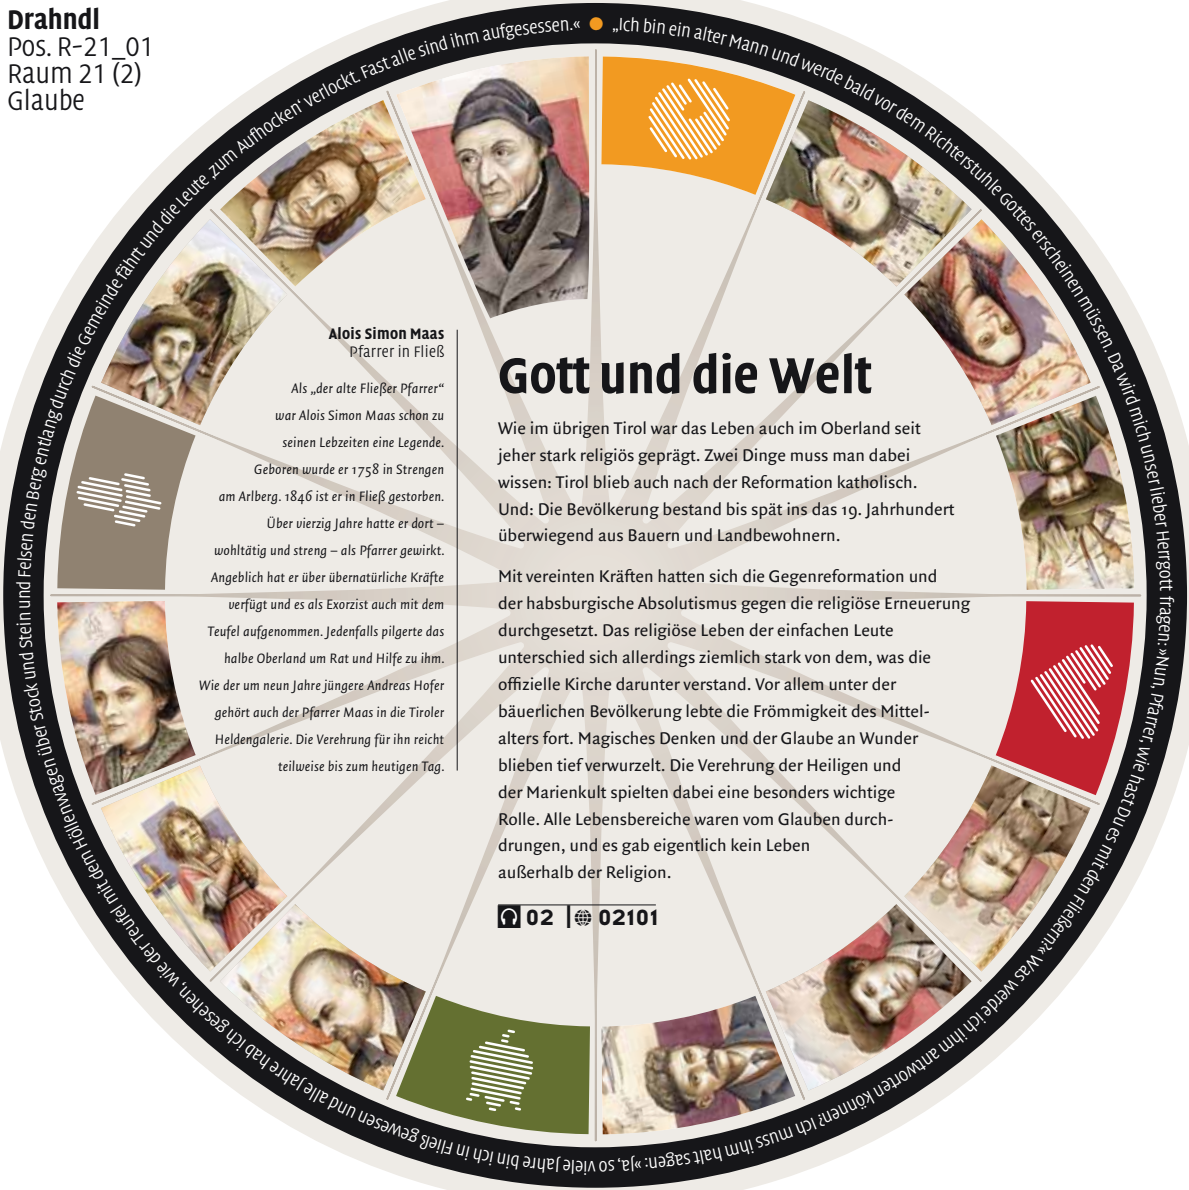 Drahndl
Pos. R-21_01
Raum 21 (2)
Glaube
„Ich bin ein alter Mann und werde bald vor dem Richterstuhle Gottes erscheinen müssen. Da wird mich unser lieber Herrgott fragen: »Nun, Pfarrer, wie hast Du es mit den Fließern?« Was werde ich ihm antworten können? Ich muss ihm halt sagen: »Ja, so viele Jahre bin ich in Fließ gewesen und alle Jahre hab ich gesehen, wie der Teufel mit dem Höllenwagen über Stock und Stein und Felsen den Berg entlang durch die Gemeinde fährt und die Leute ‚zum Aufhocken‘ verlockt. Fast alle sind ihm aufgesessen.«
Alois Simon Maas
Pfarrer in Fließ
Als „der alte Fließer Pfarrer“
war Alois Simon Maas schon zu
seinen Lebzeiten eine Legende.
Geboren wurde er 1758 in Strengen
am Arlberg. 1846 ist er in Fließ gestorben.
Über vierzig Jahre hatte er dort –
wohltätig und streng – als Pfarrer gewirkt.
Angeblich hat er über übernatürliche Kräfte
verfügt und es als Exorzist auch mit dem
Teufel aufgenommen. Jedenfalls pilgerte das
halbe Oberland um Rat und Hilfe zu ihm.
Wie der um neun Jahre jüngere Andreas Hofer
gehört auch der Pfarrer Maas in die Tiroler
Heldengalerie. Die Verehrung für ihn reicht
teilweise bis zum heutigen Tag.
Gott und die Welt
Wie im übrigen Tirol war das Leben auch im Oberland seit
jeher stark religiös geprägt. Zwei Dinge muss man dabei
wissen: Tirol blieb auch nach der Reformation katholisch.
Und: Die Bevölkerung bestand bis spät ins das 19. Jahrhundert
überwiegend aus Bauern und Landbewohnern.
Mit vereinten Kräften hatten sich die Gegenreformation und
der habsburgische Absolutismus gegen die religiöse Erneuerung
durchgesetzt. Das religiöse Leben der einfachen Leute
unterschied sich allerdings ziemlich stark von dem, was die
offizielle Kirche darunter verstand. Vor allem unter der
bäuerlichen Bevölkerung lebte die Frömmigkeit des Mittel-
alters fort. Magisches Denken und der Glaube an Wunder
blieben tief verwurzelt. Die Verehrung der Heiligen und
der Marienkult spielten dabei eine besonders wichtige
Rolle. Alle Lebensbereiche waren vom Glauben durch-
drungen, und es gab eigentlich kein Leben
außerhalb der Religion.
02 | 02101